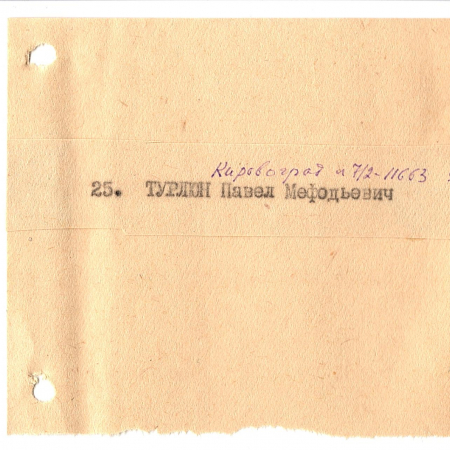 Кировоград и 7/2-11663
25. ТУРЛЮН Павел Мефодьевич